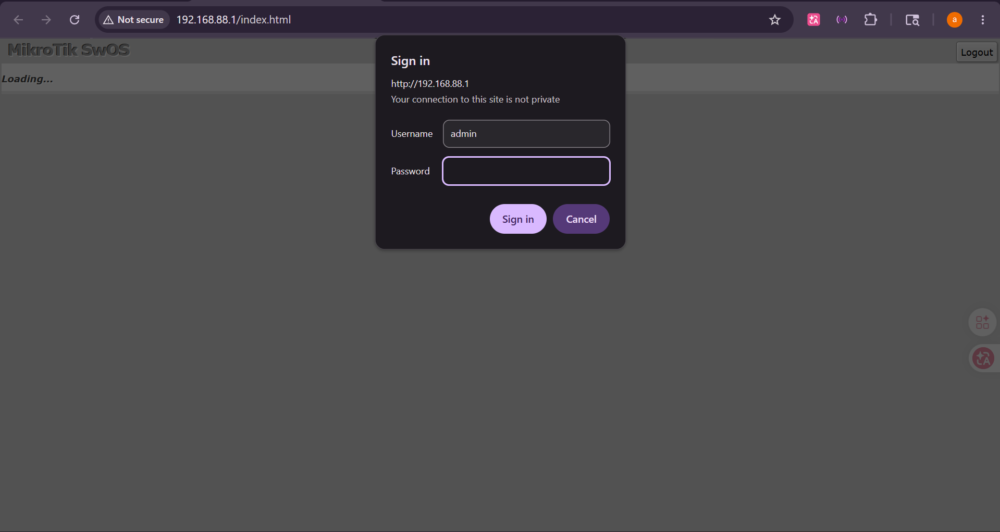 Not secure
192.168.88.1/index.html
a
MikroTik SwOS
Logout
Loading...
Sign in
http://192.168.88.1
Your connection to this site is not private
Username
admin
Password
Sign in
Cancel